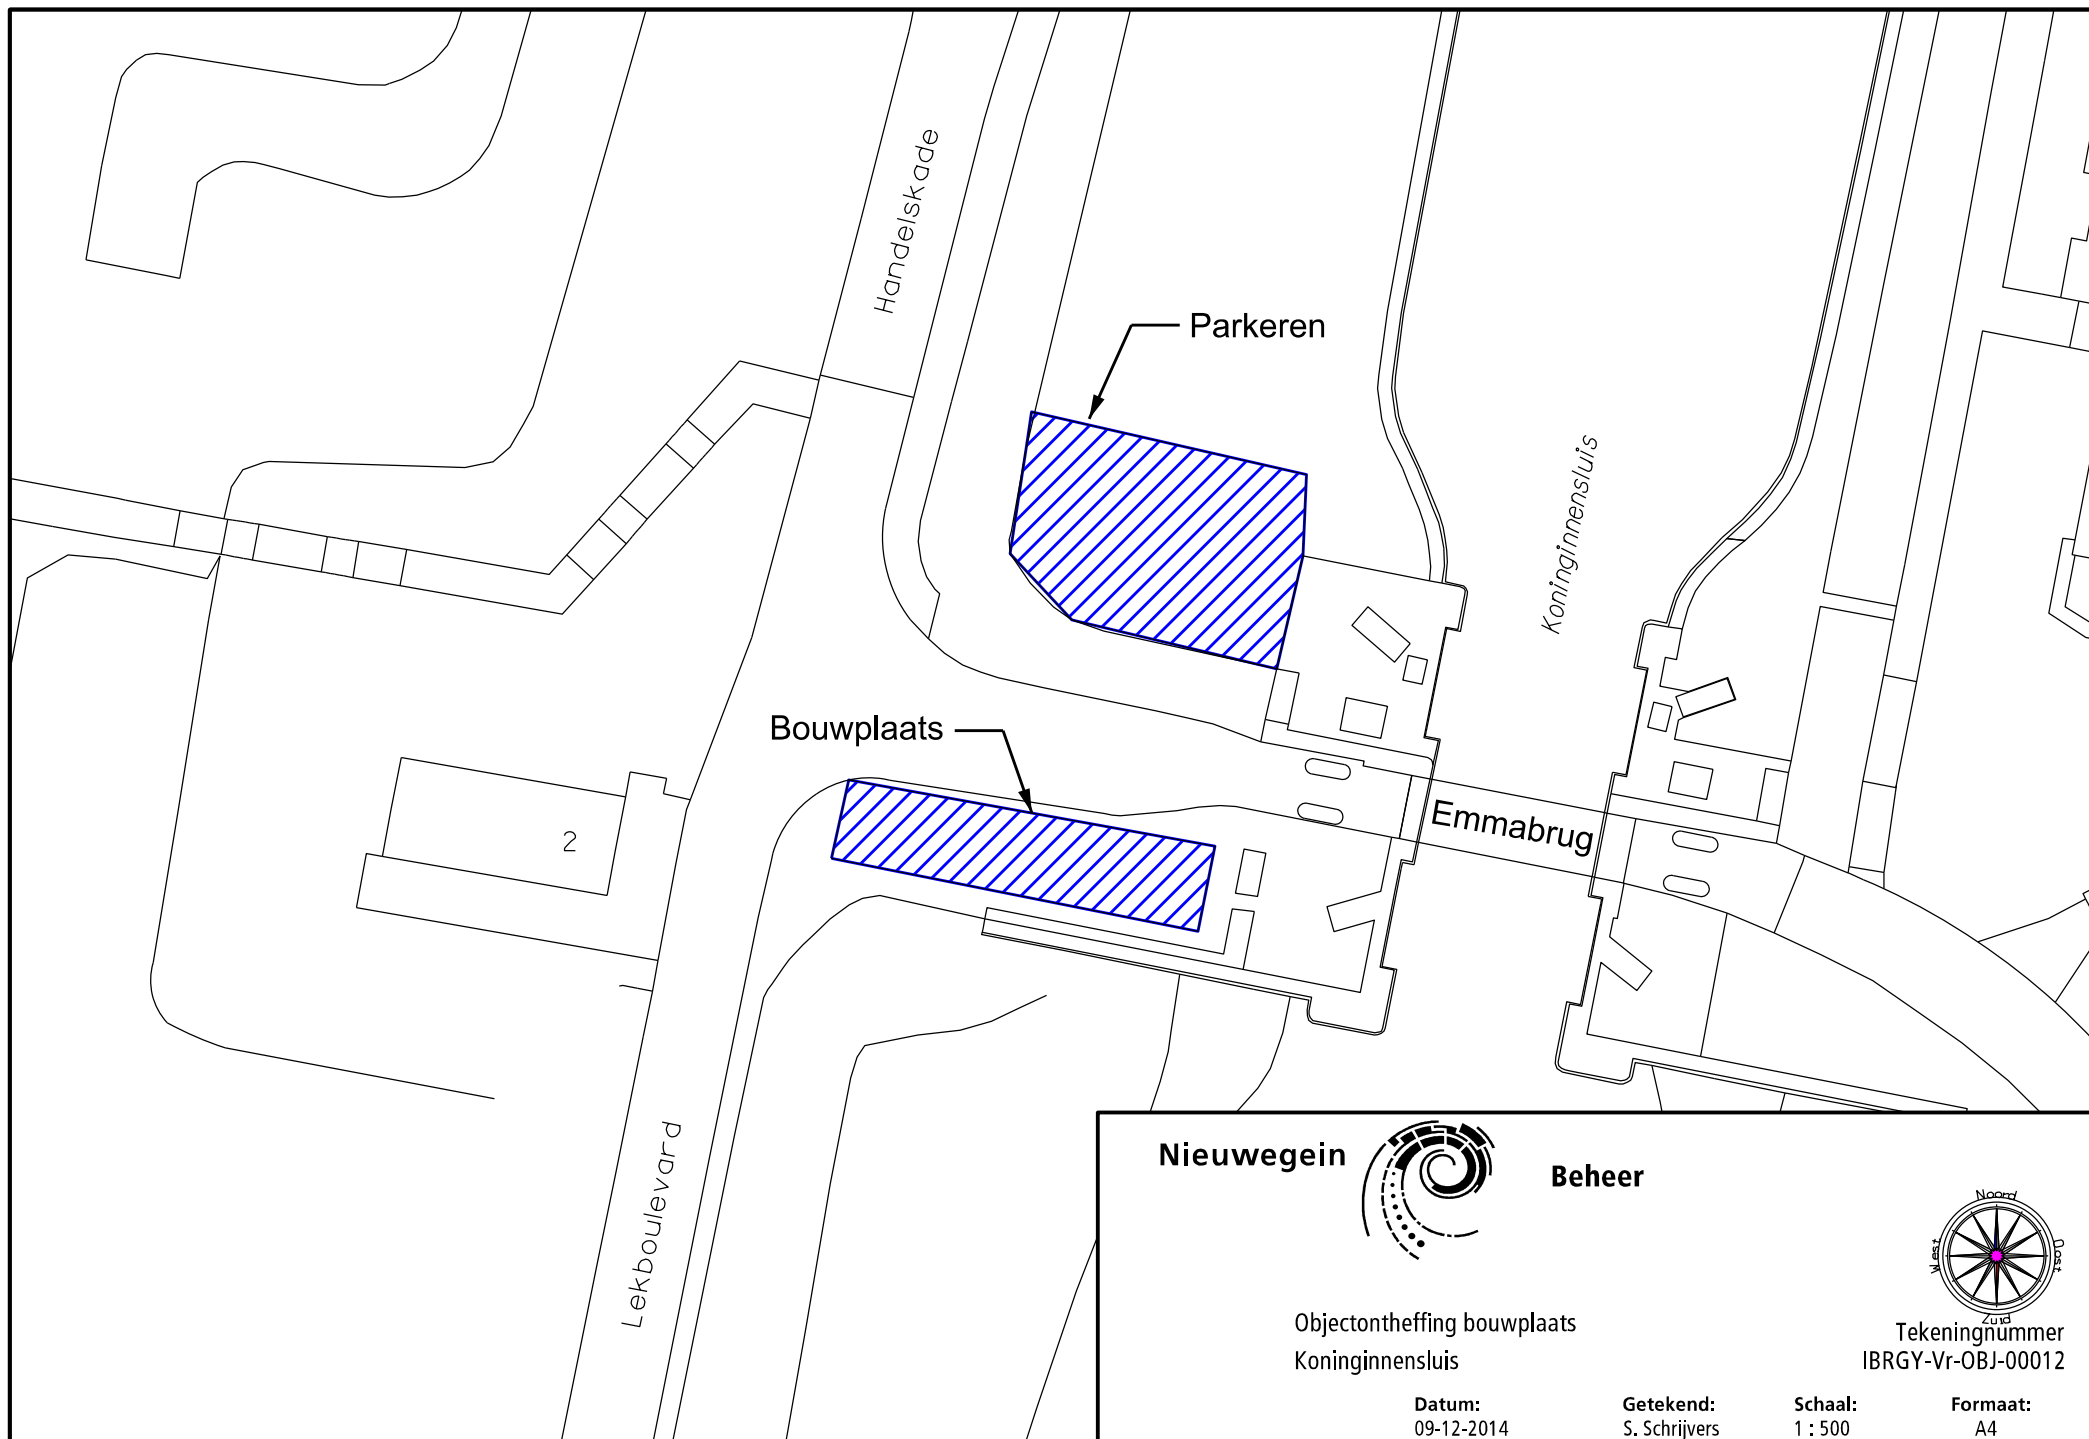 Handelskade
Parkeren
Koninginnensluis
Bouwplaats
Emmabrug
2
Lekboulevard
Nieuwegein
Beheer
Noord
West
Oost
Zuid
Objectontheffing bouwplaats
Koninginnensluis
Tekeningnummer
IBRGY-Vr-OBJ-00012
Datum: Getekend: Schaal: Formaat:
09-12-2014 S. Schrijvers 1 : 500 A4